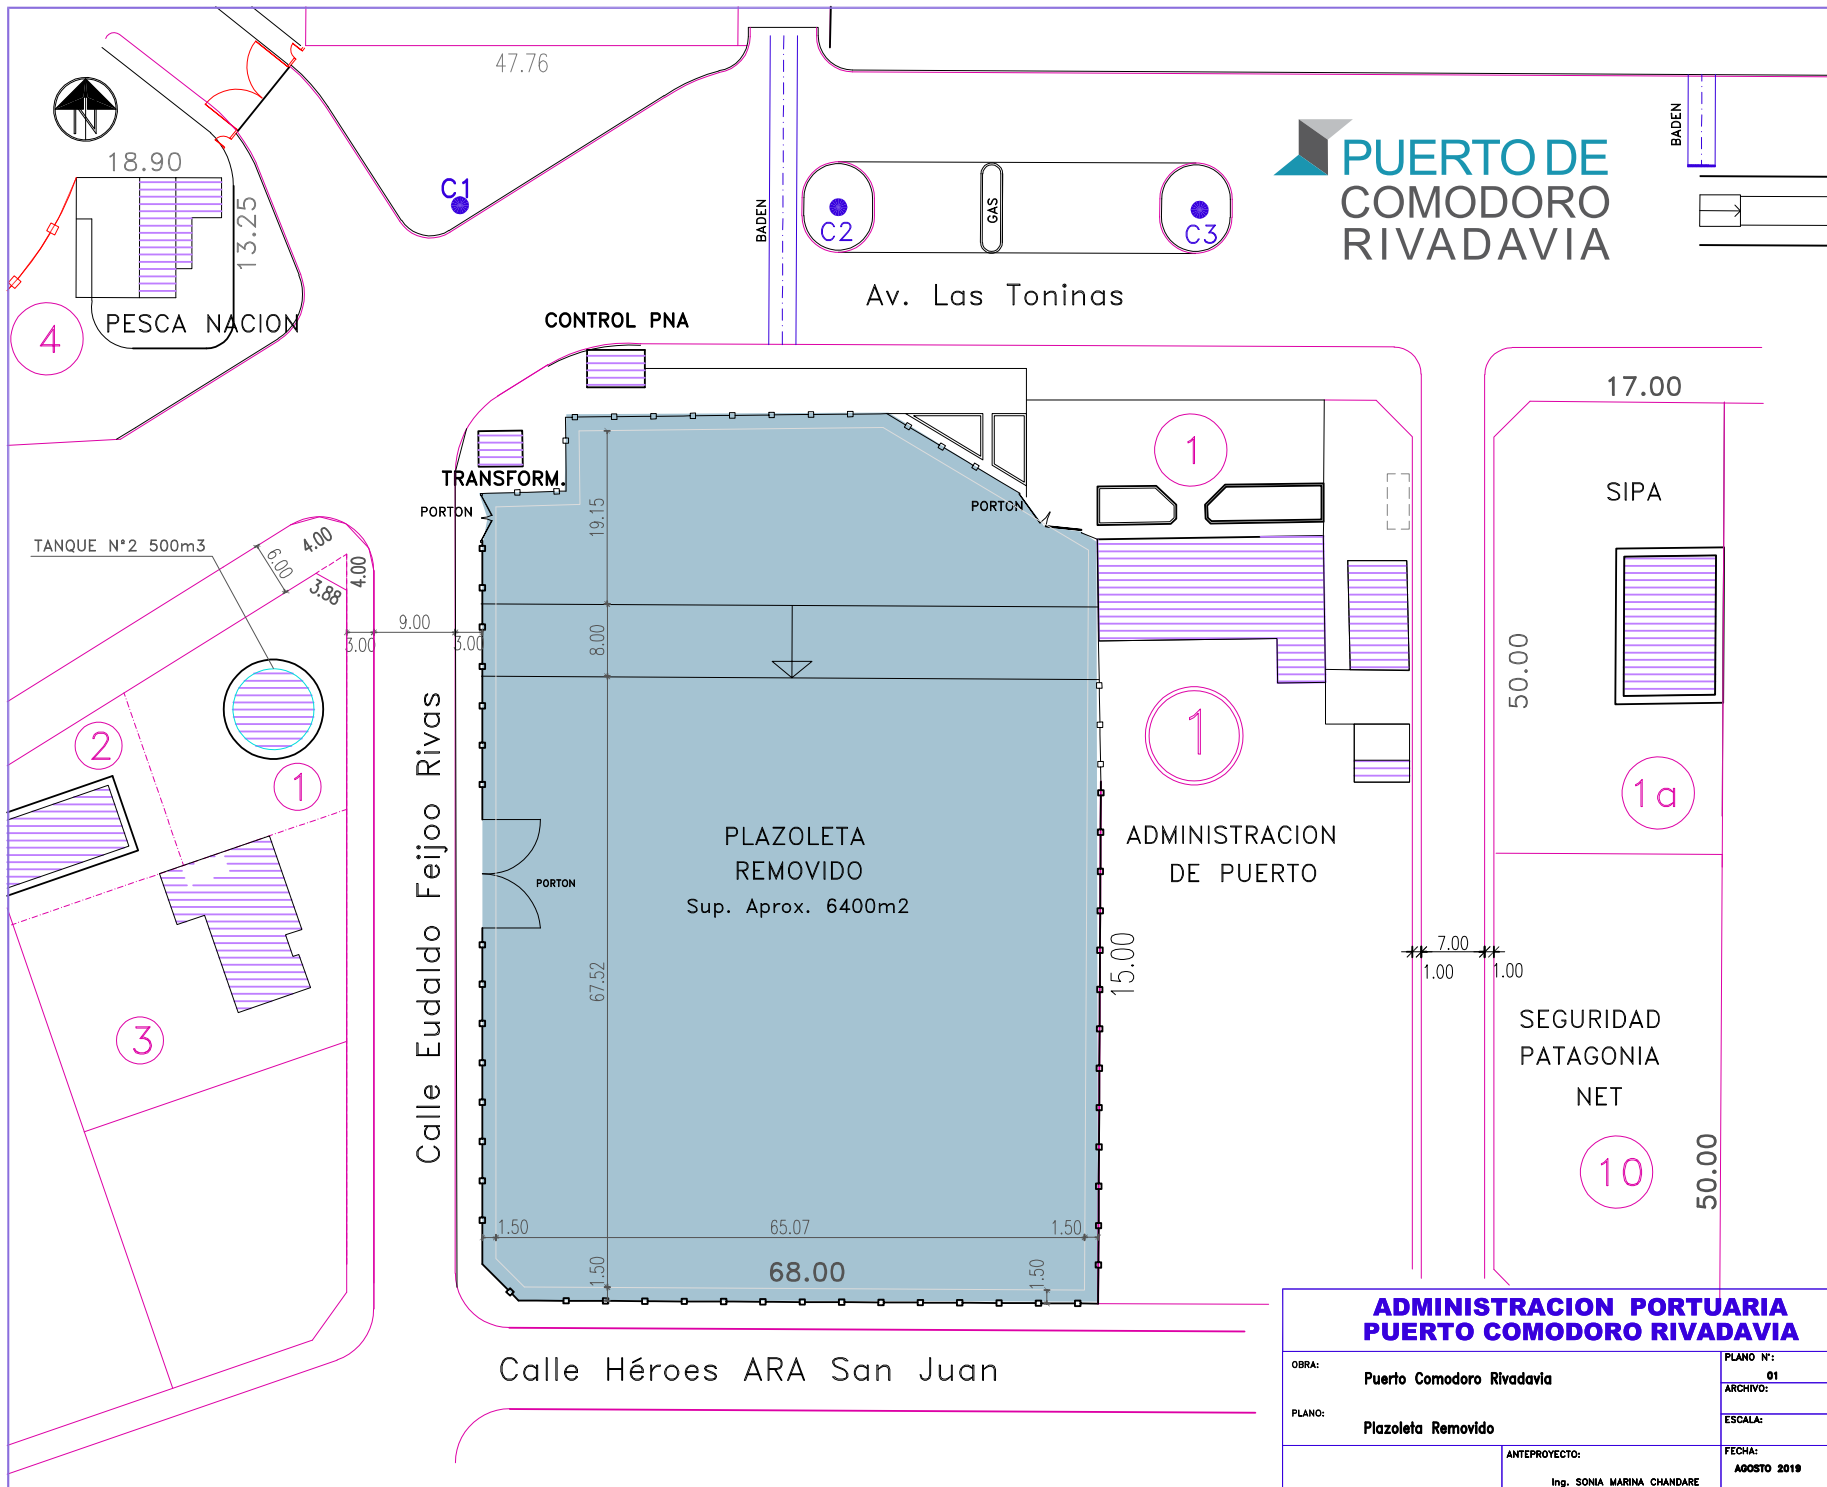 47.76
BADEN
N
18.90
C1
PUERTO DE
COMODORO
RIVADAVIA
BADEN
GAS
C2
C3
13.25
Av. Las Toninas
4
PESCA NACION
CONTROL PNA
17.00
1
TRANSFORM.
PORTON
PORTON
SIPA
TANQUE N°2 500m3
4.00
6.00
4.00
3.88
19.15
9.00
3.00
3.00
8.00
50.00
2
1
1
1a
Calle Eudaldo Feijoo Rivas
PLAZOLETA
REMOVIDO
Sup. Aprox. 6400m2
PORTON
ADMINISTRACION
DE PUERTO
67.52
15.00
7.00
1.00
1.00
3
SEGURIDAD
PATAGONIA
NET
10
50.00
1.50
65.07
1.50
1.50
68.00
1.50
Calle Héroes ARA San Juan
ADMINISTRACION PORTUARIA
PUERTO COMODORO RIVADAVIA
OBRA:
Puerto Comodoro Rivadavia
PLANO N°:
01
ARCHIVO:
PLANO:
Plazoleta Removido
ESCALA:
ANTEPROYECTO:
Ing. SONIA MARINA CHANDARE
FECHA:
AGOSTO 2019